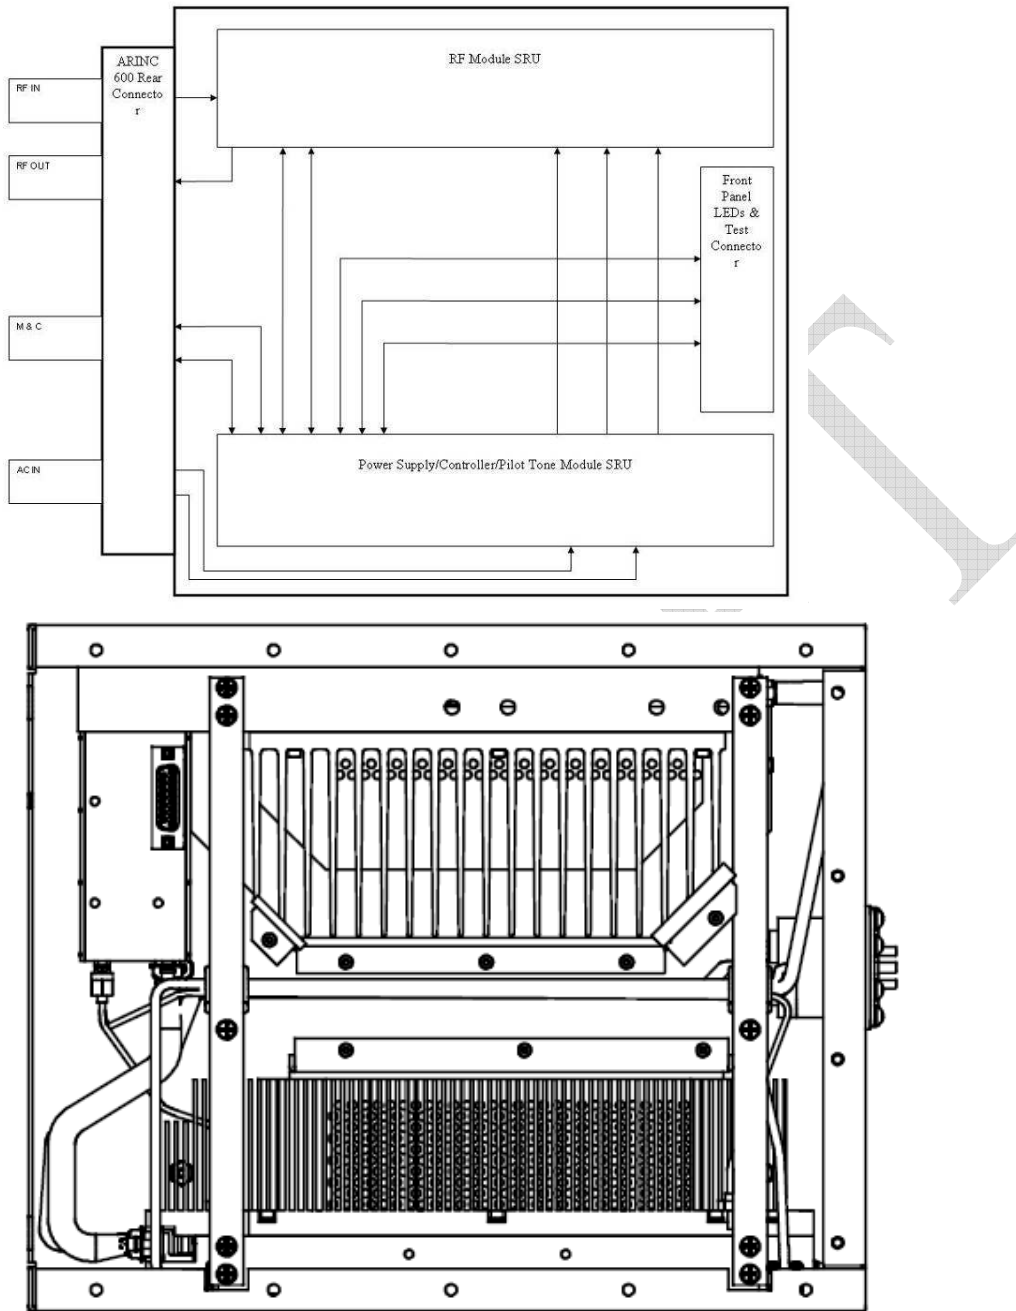 RF Module SRU
ARINC
600 Rear
Connecto
r
RF IN
RF OUT
Front
Panel
LEDs &
Test
Connecto
r
M & C
AC IN
Power Supply/Controller/Pilot Tone Module SRU